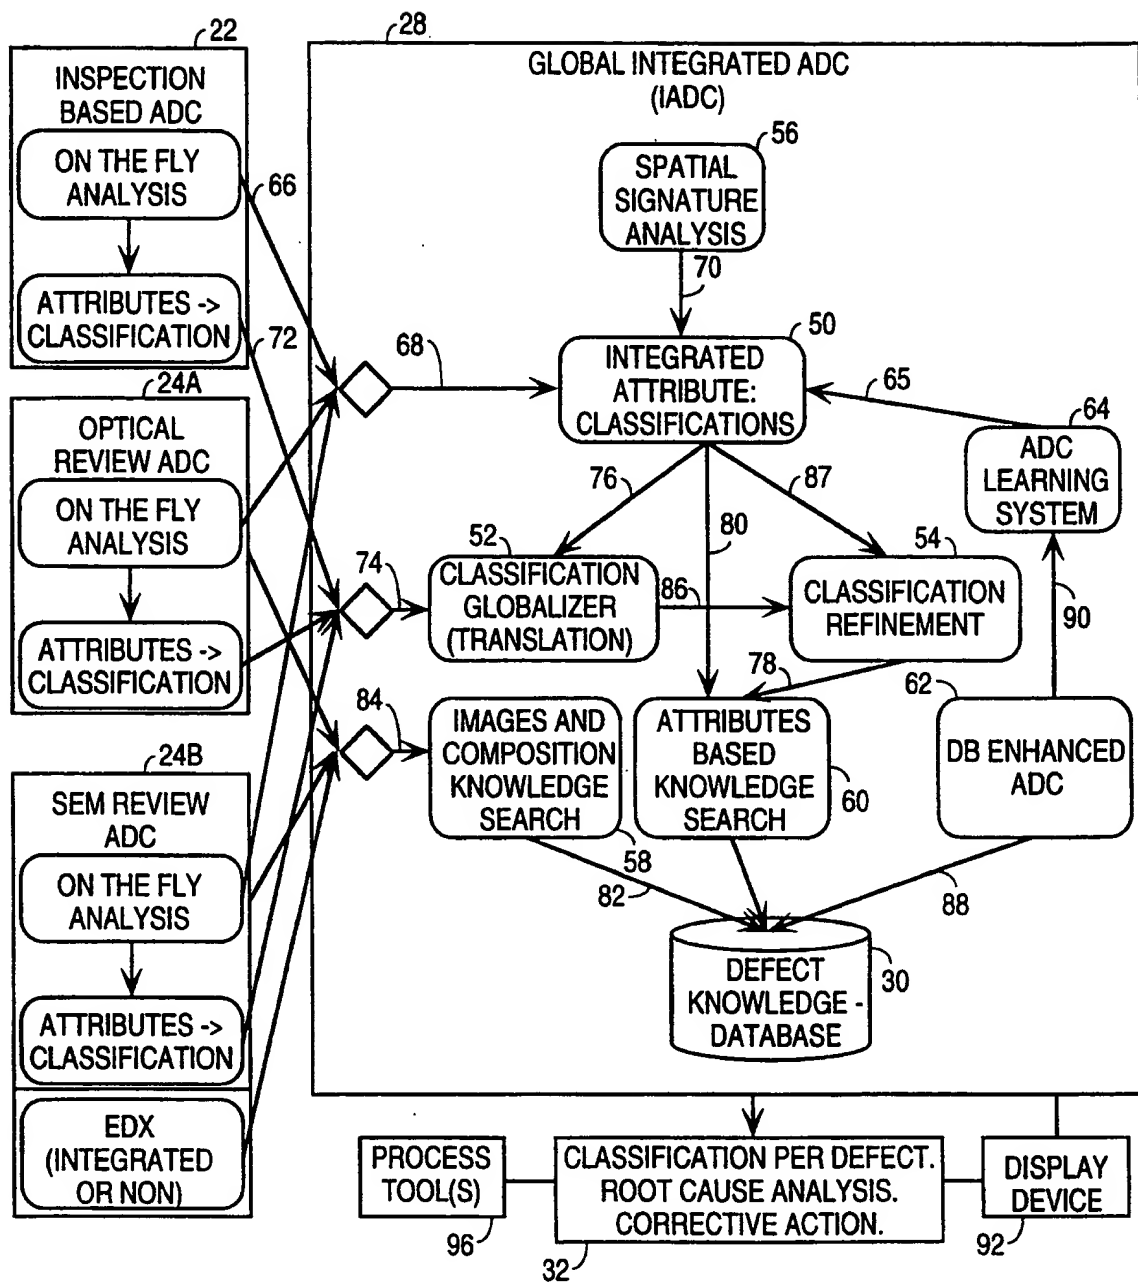 22
INSPECTION
BASED ADC
ON THE FLY
ANALYSIS
ATTRIBUTES ->
CLASSIFICATION
66
72
24A
OPTICAL
REVIEW ADC
ON THE FLY
ANALYSIS
ATTRIBUTES ->
CLASSIFICATION
24B
SEM REVIEW
ADC
ON THE FLY
ANALYSIS
ATTRIBUTES ->
CLASSIFICATION
EDX
(INTEGRATED
OR NON)
28
GLOBAL INTEGRATED ADC
(IADC)
56
SPATIAL
SIGNATURE
ANALYSIS
70
50
68
INTEGRATED
ATTRIBUTE:
CLASSIFICATIONS
65
64
ADC
LEARNING
SYSTEM
76
80
87
52
74
CLASSIFICATION
GLOBALIZER
(TRANSLATION)
86
54
CLASSIFICATION
REFINEMENT
90
78
84
IMAGES AND
COMPOSITION
KNOWLEDGE
SEARCH
58
ATTRIBUTES
BASED
KNOWLEDGE
SEARCH
60
62
DB ENHANCED
ADC
82
88
DEFECT
KNOWLEDGE -
DATABASE
30
PROCESS
TOOL(S)
96
CLASSIFICATION PER DEFECT.
ROOT CAUSE ANALYSIS.
CORRECTIVE ACTION.
32
DISPLAY
DEVICE
92